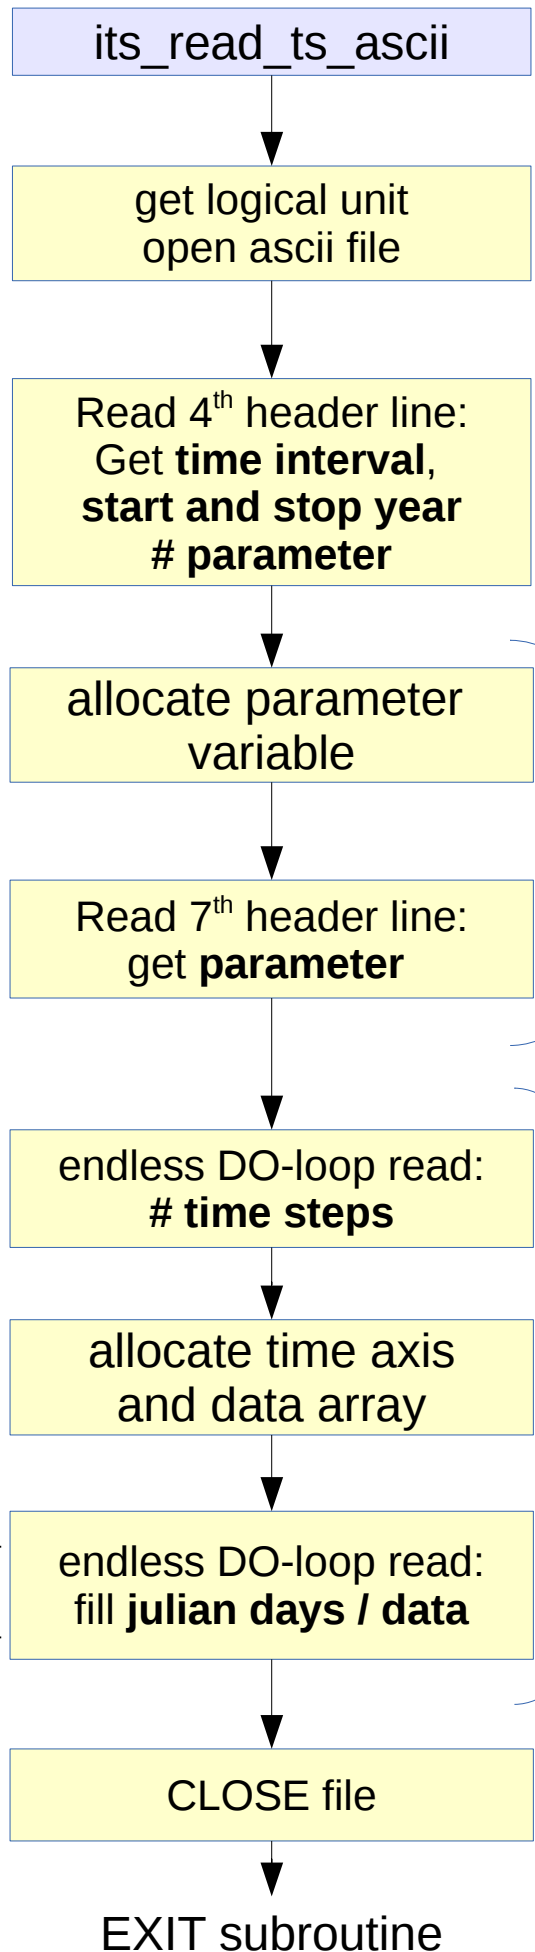 its_read_ts_ascii
get logical unit
open ascii file
Read 4th header line:
Get time interval,
start and stop year
# parameter
allocate parameter
variable
Read 7th header line:
get parameter
endless DO-loop read:
# time steps
allocate time axis
and data array
endless DO-loop read:
fill julian days / data
CLOSE file
EXIT subroutine